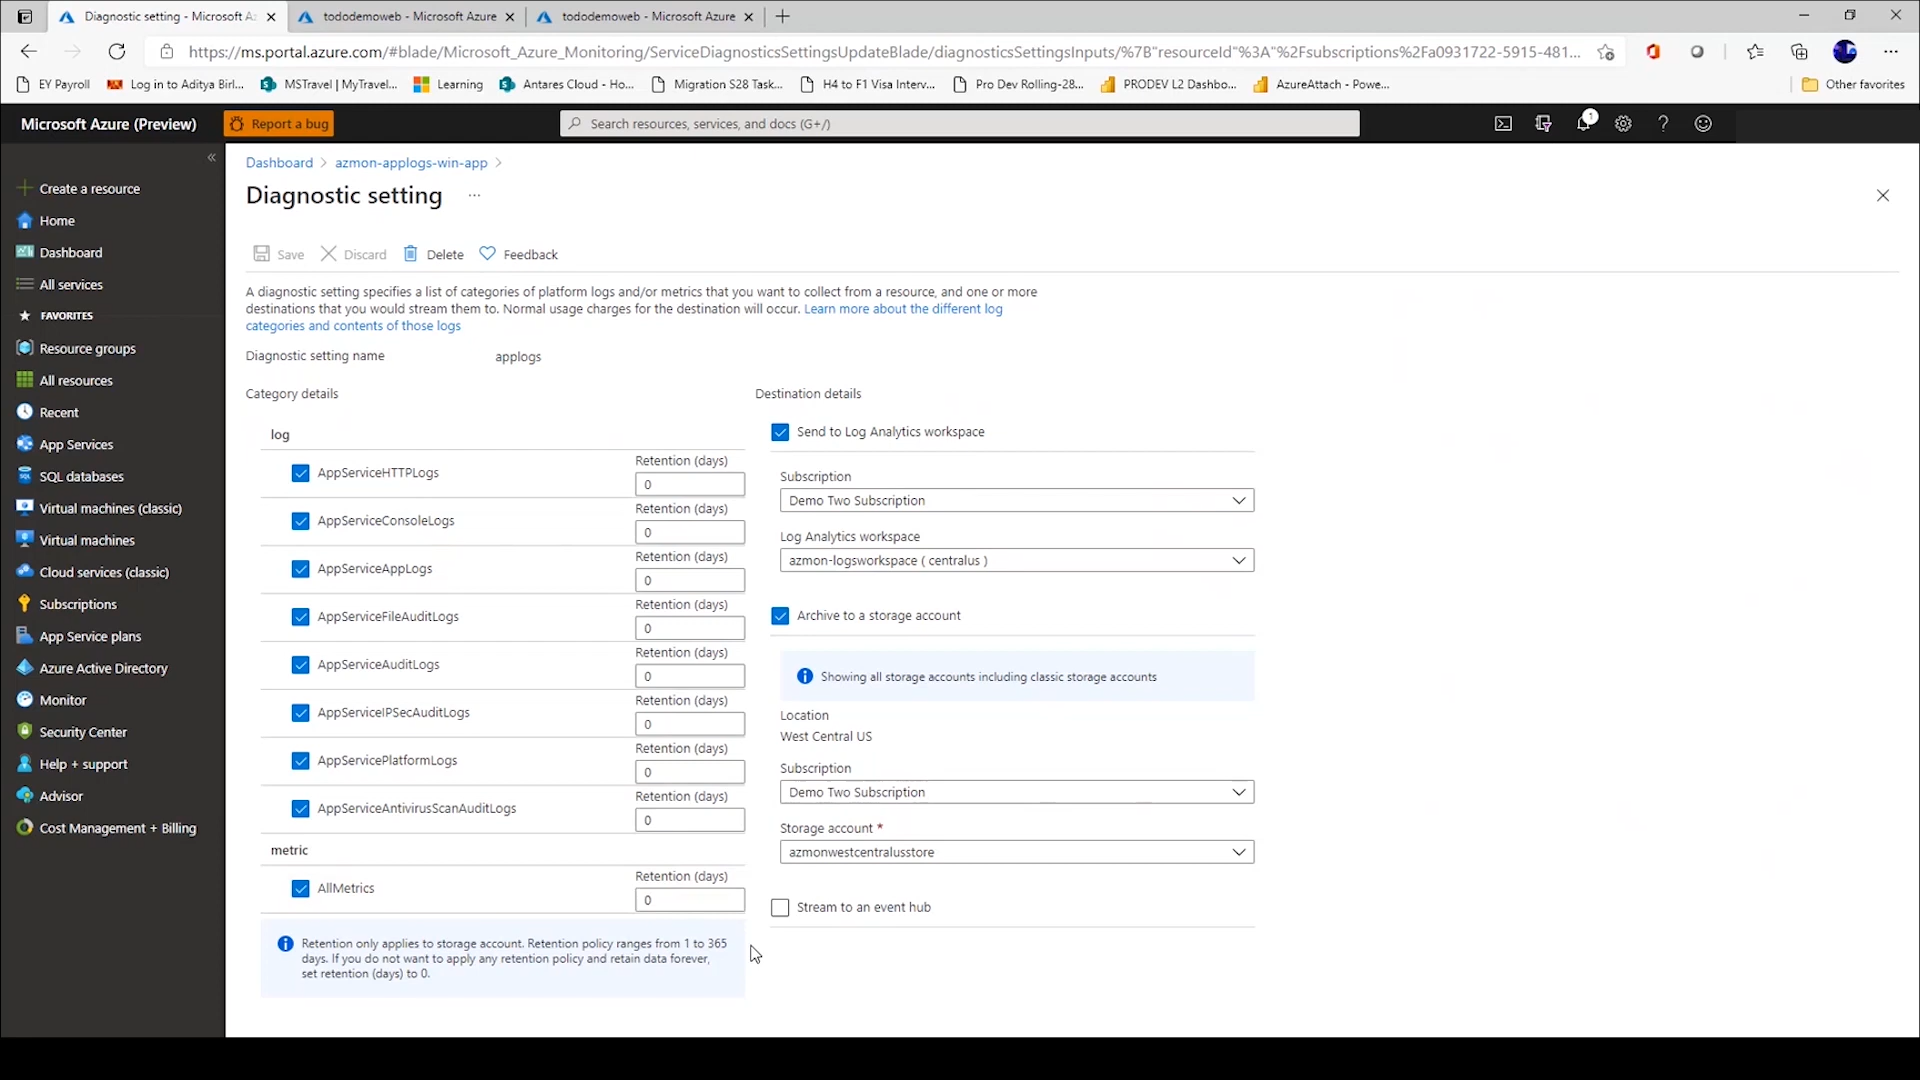 Diagnostic setting - Microsoft Az
tododemoweb - Microsoft Azure
tododemoweb - Microsoft Azure
https://ms.portal.azure.com/#blade/Microsoft_Azure_Monitoring/ServiceDiagnosticsSettingsUpdateBlade/diagnosticsSettingsInputs/%7B"resourceId"%3A"%2Fsubscriptions%2Fa0931722-5915-481...
EY Payroll
Log in to Aditya Birl...
MSTravel | MyTravel...
Learning
Antares Cloud - Ho...
Migration S28 Task...
H4 to F1 Visa Interv...
Pro Dev Rolling-28...
PRODEV L2 Dashbo...
AzureAttach - Powe...
Other favorites
Microsoft Azure (Preview)
Report a bug
Search resources, services, and docs (G+/)
1
Create a resource
Home
Dashboard
All services
FAVORITES
Resource groups
All resources
Recent
App Services
SQL databases
Virtual machines (classic)
Virtual machines
Cloud services (classic)
Subscriptions
App Service plans
Azure Active Directory
Monitor
Security Center
Help + support
Advisor
Cost Management + Billing
Dashboard > azmon-applogs-win-app >
Diagnostic setting ...
Save
Discard
Delete
Feedback
A diagnostic setting specifies a list of categories of platform logs and/or metrics that you want to collect from a resource, and one or more
destinations that you would stream them to. Normal usage charges for the destination will occur. Learn more about the different log
categories and contents of those logs
Diagnostic setting name applogs
Category details
log
AppServiceHTTPLogs
Retention (days)
0
AppServiceConsoleLogs
Retention (days)
0
AppServiceAppLogs
Retention (days)
0
AppServiceFileAuditLogs
Retention (days)
0
AppServiceAuditLogs
Retention (days)
0
AppServiceIPSecAuditLogs
Retention (days)
0
AppServicePlatformLogs
Retention (days)
0
AppServiceAntivirusScanAuditLogs
Retention (days)
0
metric
AllMetrics
Retention (days)
0
Retention only applies to storage account. Retention policy ranges from 1 to 365
days. If you do not want to apply any retention policy and retain data forever,
set retention (days) to 0.
Destination details
Send to Log Analytics workspace
Subscription
Demo Two Subscription
Log Analytics workspace
azmon-logsworkspace ( centralus )
Archive to a storage account
Showing all storage accounts including classic storage accounts
Location
West Central US
Subscription
Demo Two Subscription
Storage account *
azmonwestcentralusstore
Stream to an event hub